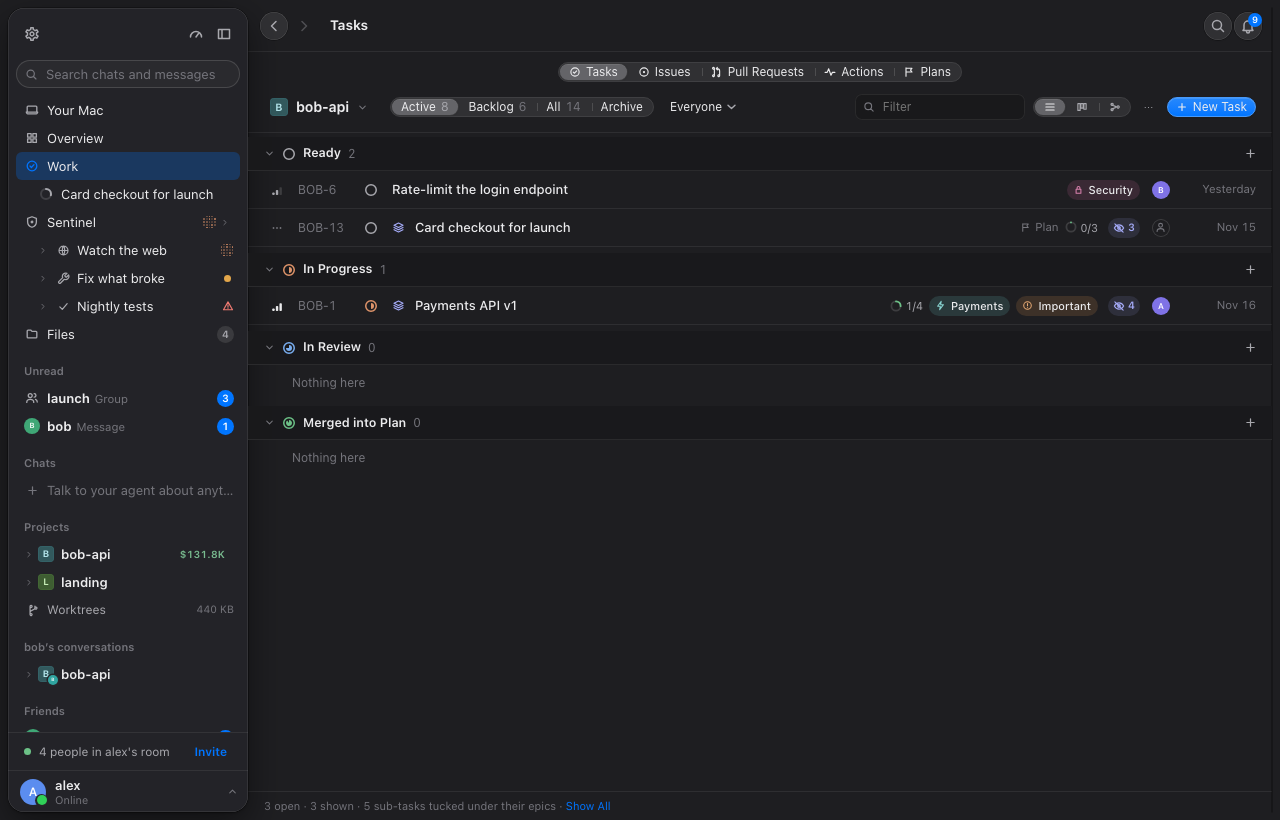 Search chats and messages
Your Mac
Overview
Work
Card checkout for launch
Sentinel
Watch the web
Fix what broke
Nightly tests
Files 4
Unread
launch Group 3
B bob Message 1
Chats
Talk to your agent about anyt...
Projects
B bob-api $131.8K
L landing
Worktrees 440 KB
bob's conversations
B bob-api
Friends
4 people in alex's room Invite
A alex
Online
Tasks
9
Tasks Issues Pull Requests Actions Plans
B bob-api Active 8 Backlog 6 All 14 Archive Everyone Filter ... + New Task
Ready 2
BOB-6 Rate-limit the login endpoint Security B Yesterday
BOB-13 Card checkout for launch Plan 0/3 3 Nov 15
In Progress 1
BOB-1 Payments API v1 1/4 Payments Important 4 A Nov 16
In Review 0
Nothing here
Merged into Plan 0
Nothing here
3 open · 3 shown · 5 sub-tasks tucked under their epics · Show All